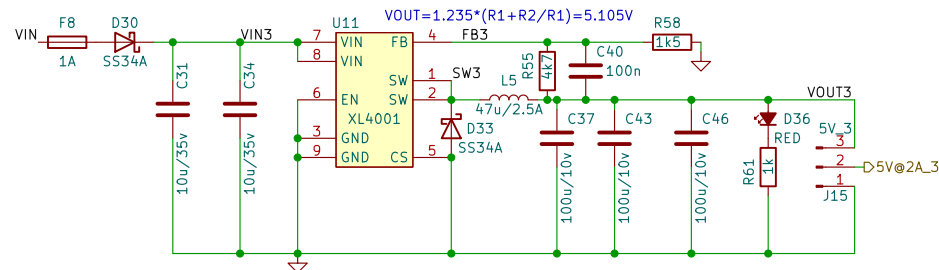 VOUT=1.235*(R1+R2/R1)=5.105V
VIN
F8
1A
D30
SS34A
VIN3
U11
7
VIN
8
VIN
6
EN
XL4001
3
GND
9
GND
FB
4
FB3
SW
1
SW3
SW
2
CS
5
C31
10u/35v
C34
10u/35v
D33
SS34A
L5
47u/2.5A
R55
4k7
C40
100n
R58
1k5
C37
100u/10v
C43
100u/10v
C46
100u/10v
D36
RED
R61
1k
VOUT3
5V_3
3
2
1
J15
5V@2A_3